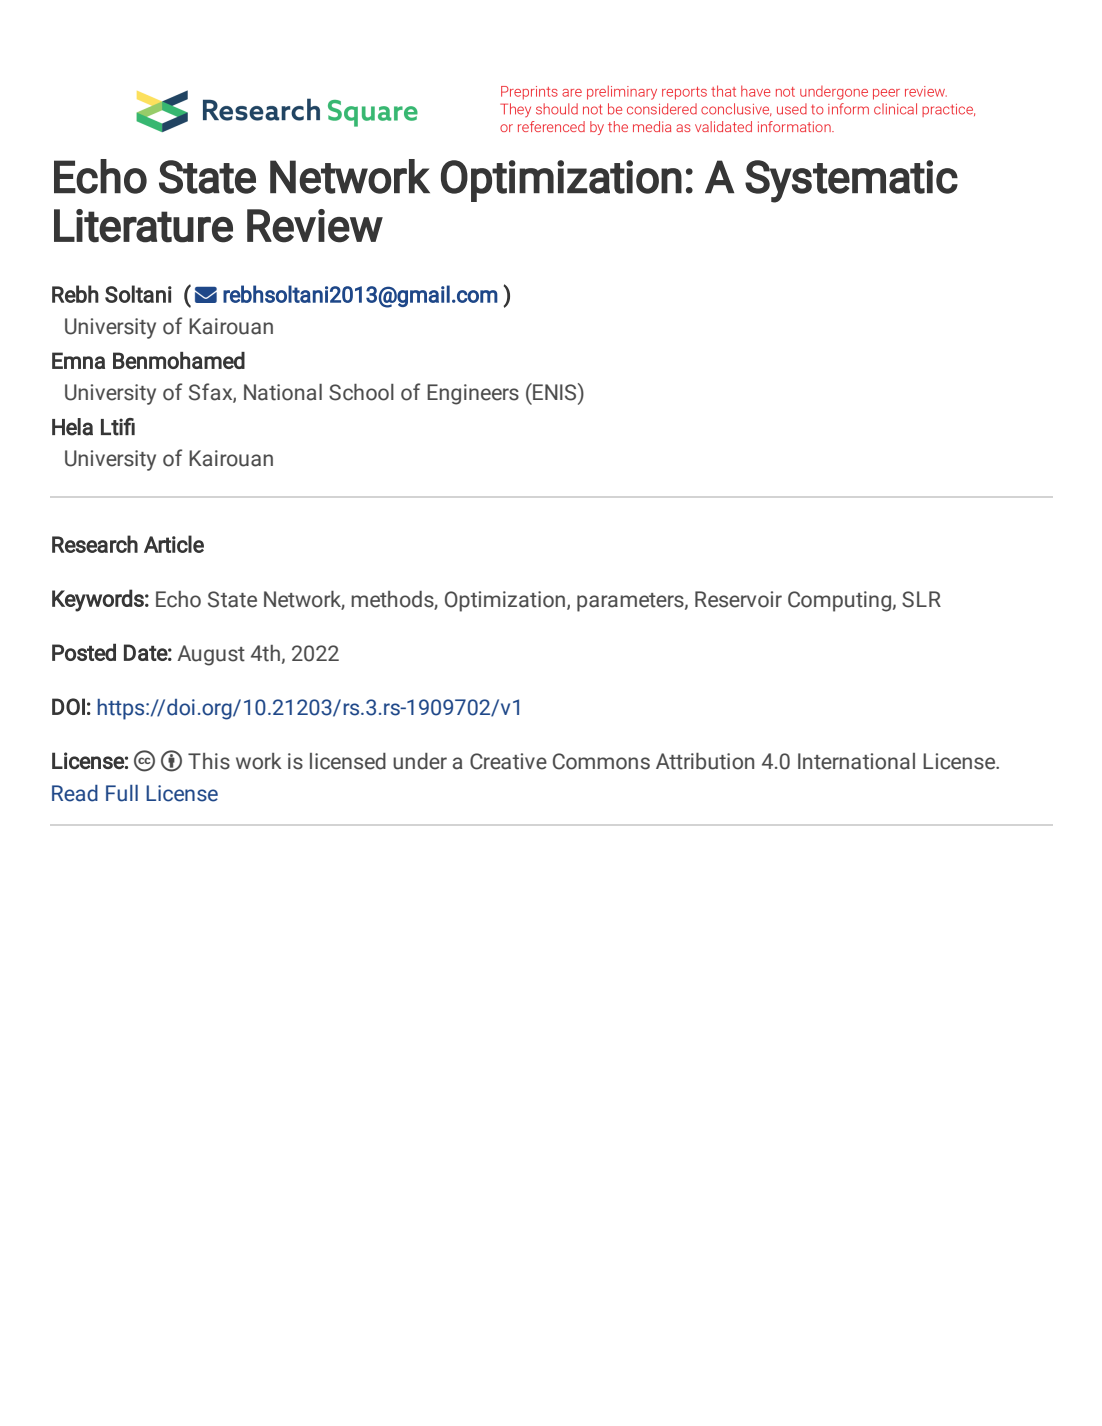 Research Square
Preprints are preliminary reports that have not undergone peer review.
They should not be considered conclusive, used to inform clinical practice,
or referenced by the media as validated information.
Echo State Network Optimization: A Systematic
Literature Review
Rebh Soltani ( rebhsoltani2013@gmail.com )
University of Kairouan
Emna Benmohamed
University of Sfax, National School of Engineers (ENIS)
Hela Ltifi
University of Kairouan
Research Article
Keywords: Echo State Network, methods, Optimization, parameters, Reservoir Computing, SLR
Posted Date: August 4th, 2022
DOI: https://doi.org/10.21203/rs.3.rs-1909702/v1
License: This work is licensed under a Creative Commons Attribution 4.0 International License.
Read Full License